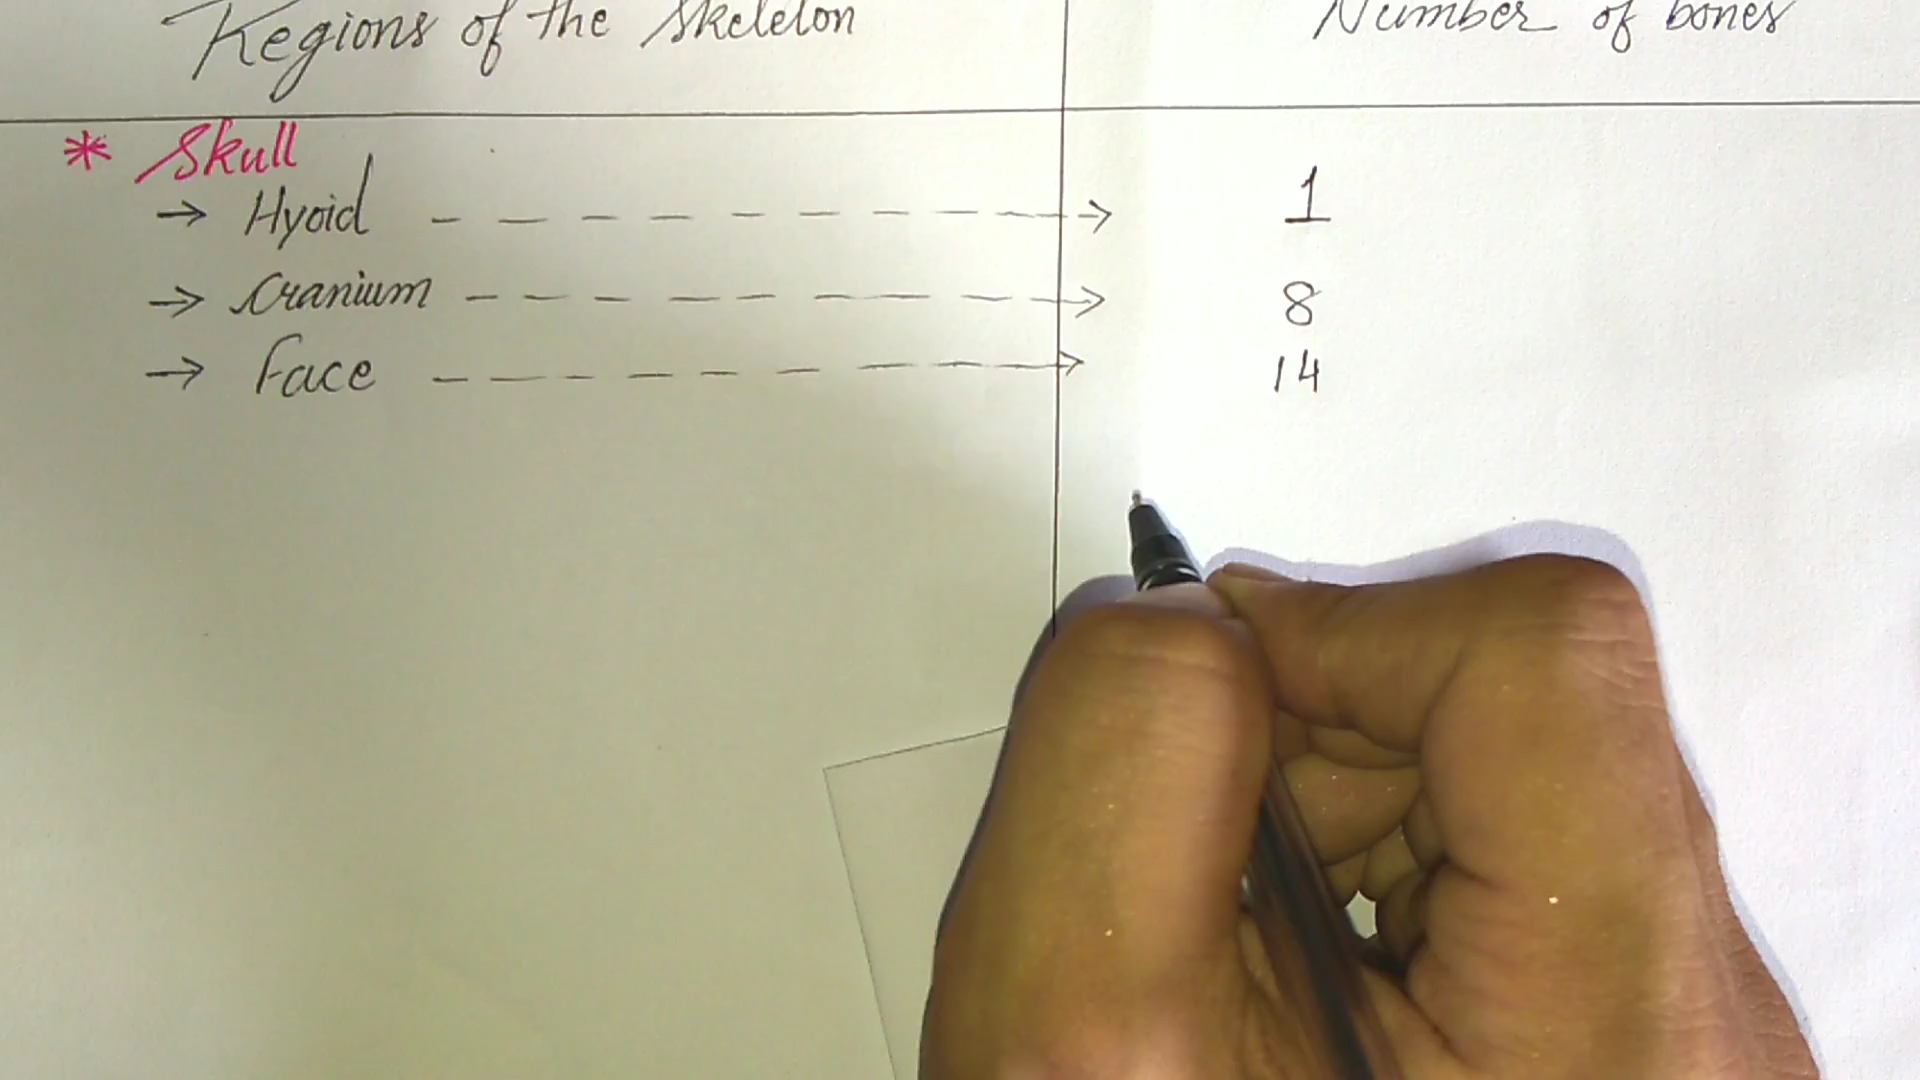 Regions of the Skeleton Number of bones
* Skull
→ Hyoid - - - - - - - - → 1
→ Cranium - - - - - - - - → 8
→ Face - - - - - - - - → 14